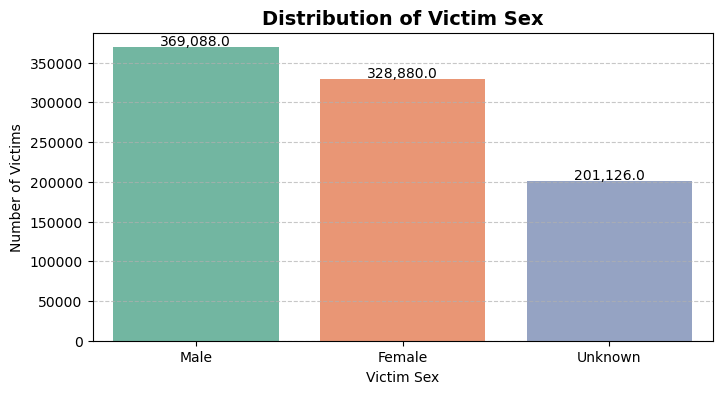 Distribution of Victim Sex
369,088.0
328,880.0
201,126.0
350000
300000
250000
200000
150000
100000
50000
0
Number of Victims
Male
Female
Unknown
Victim Sex